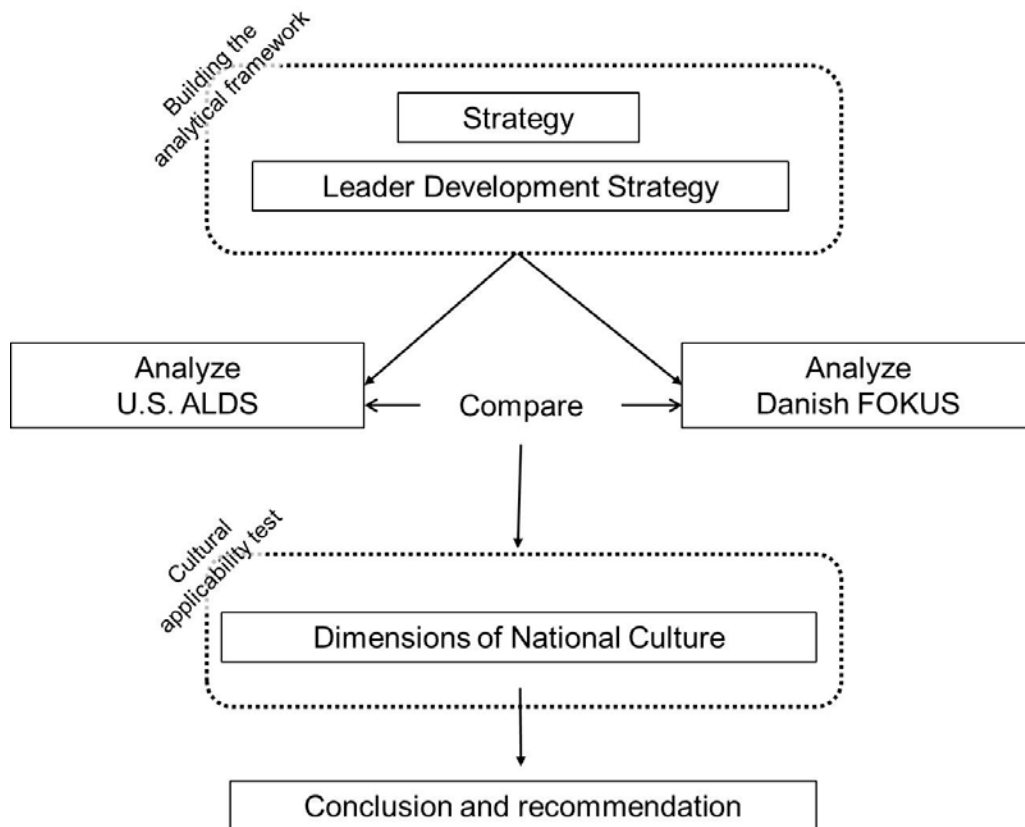 Building the
analytical framework
Strategy
Leader Development Strategy
Analyze
U.S. ALDS
Compare
Analyze
Danish FOKUS
Cultural
applicability test
Dimensions of National Culture
Conclusion and recommendation